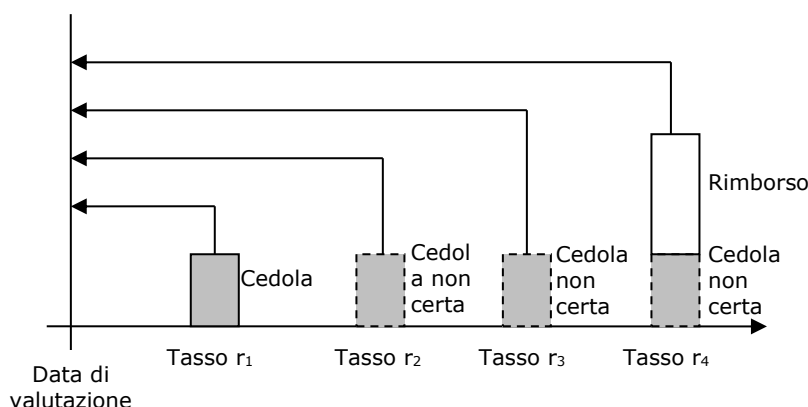 Rimborso
Cedola
Cedol
a non
certa
Cedola
non
certa
Cedola
non
certa
Tasso r₁
Tasso r₂
Tasso r₃
Tasso r₄
Data di
valutazione